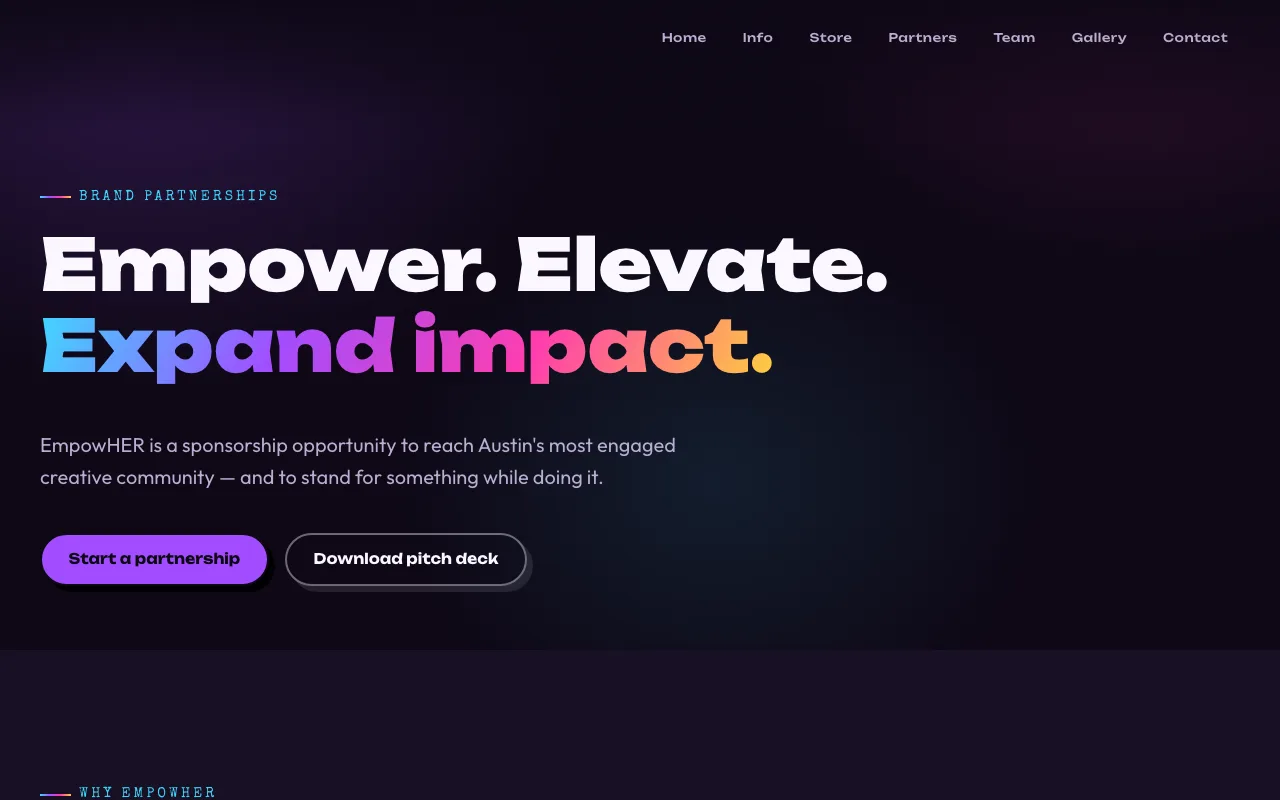 Home Info Store Partners Team Gallery Contact
BRAND PARTNERSHIPS
Empower. Elevate.
Expand impact.
EmpowHER is a sponsorship opportunity to reach Austin's most engaged
creative community — and to stand for something while doing it.
Start a partnership Download pitch deck
WHY EMPOWHER